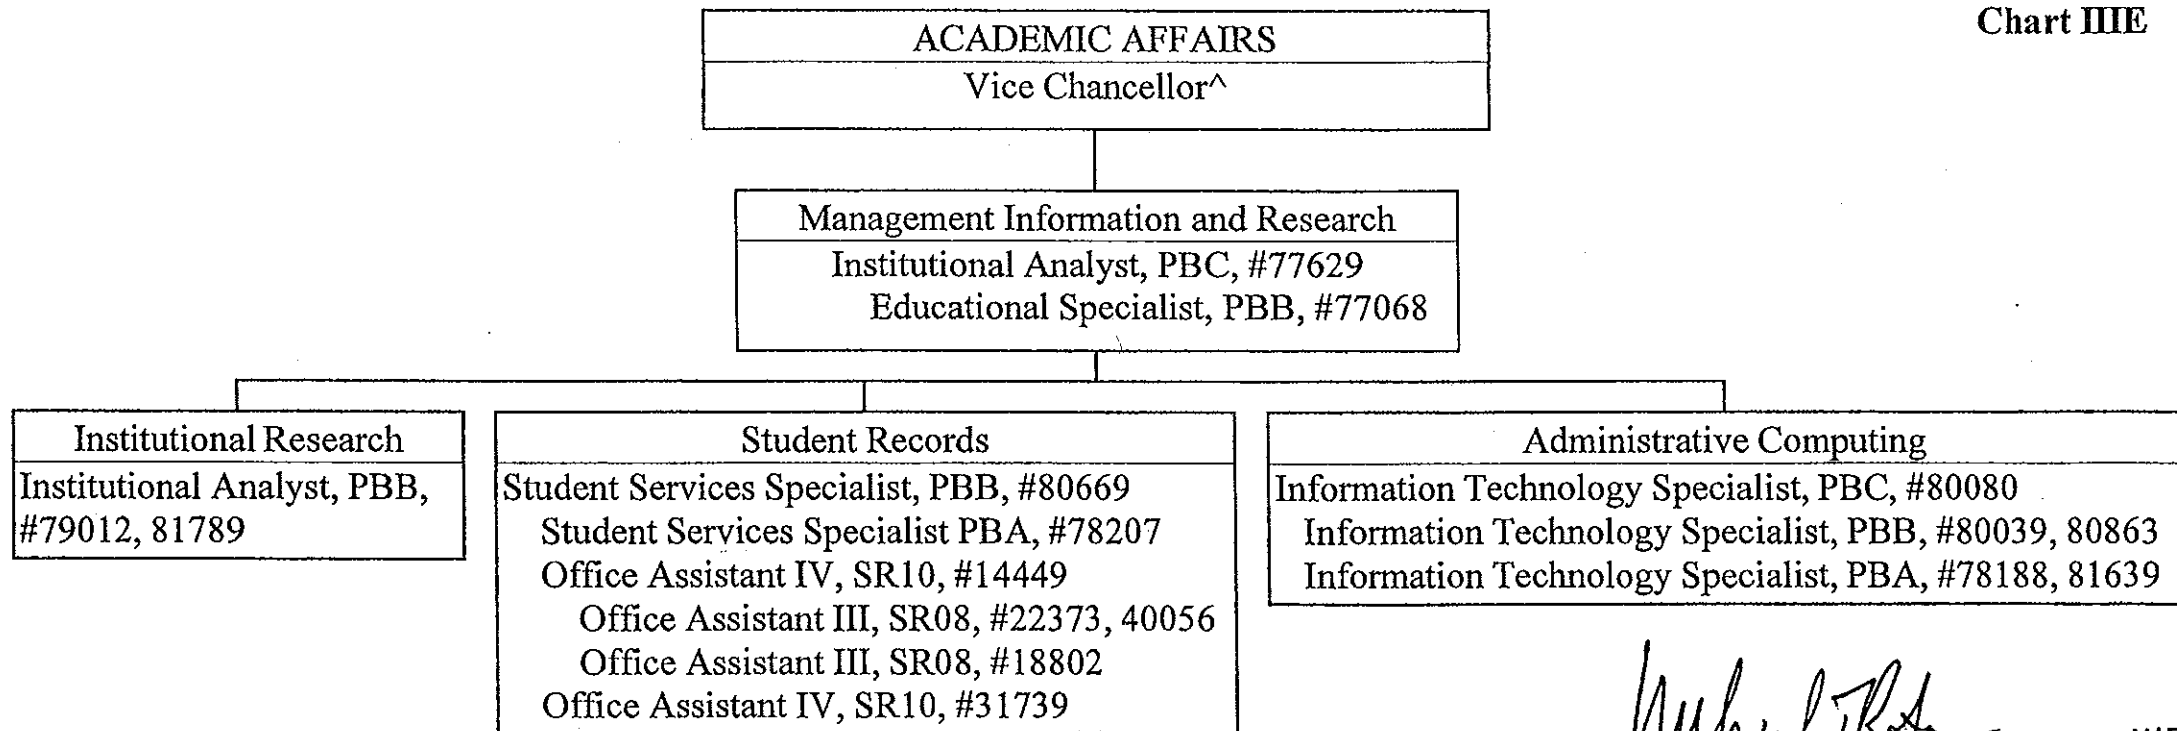 Chart IIIE
ACADEMIC AFFAIRS
Vice Chancellor^
Management Information and Research
Institutional Analyst, PBC, #77629
Educational Specialist, PBB, #77068
Institutional Research
Institutional Analyst, PBB,
#79012, 81789
Student Records
Student Services Specialist, PBB, #80669
Student Services Specialist PBA, #78207
Office Assistant IV, SR10, #14449
Office Assistant III, SR08, #22373, 40056
Office Assistant III, SR08, #18802
Office Assistant IV, SR10, #31739
Administrative Computing
Information Technology Specialist, PBC, #80080
Information Technology Specialist, PBB, #80039, 80863
Information Technology Specialist, PBA, #78188, 81639